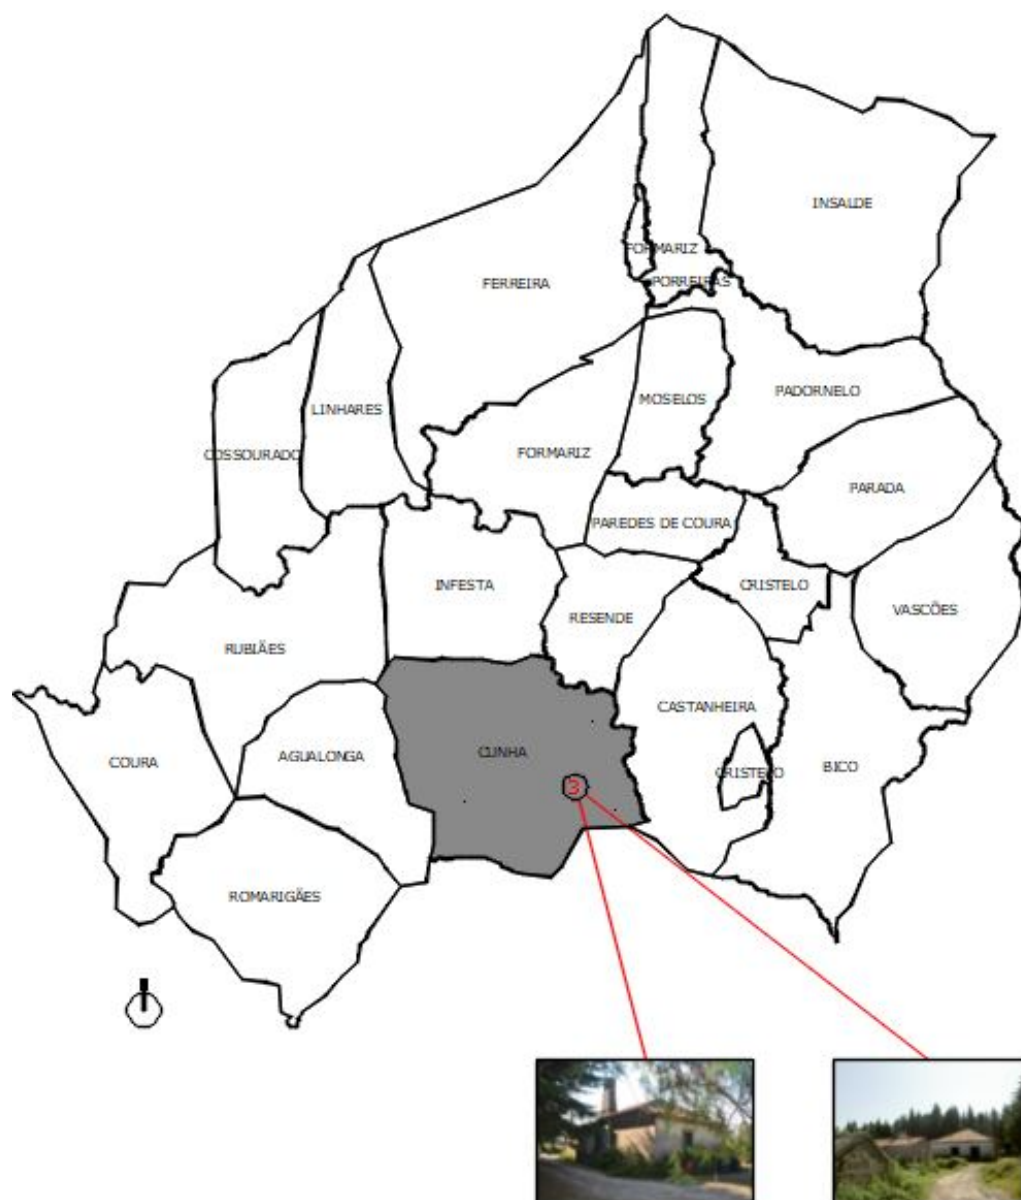 INSALDE
FORMARIZ
FERREIRA
PORREIRAS
PADORNELO
MOSELOS
LINHARES
COSSOURADO
FORMARIZ
PARADA
PAREDES DE COURA
INFESTA
CRISTELO
VASCÕES
RESENDE
RUBIÃES
CASTANHEIRA
CUNHA
AGUALONGA
COURA
CRISTELO
BICO
3
ROMARIGÃES